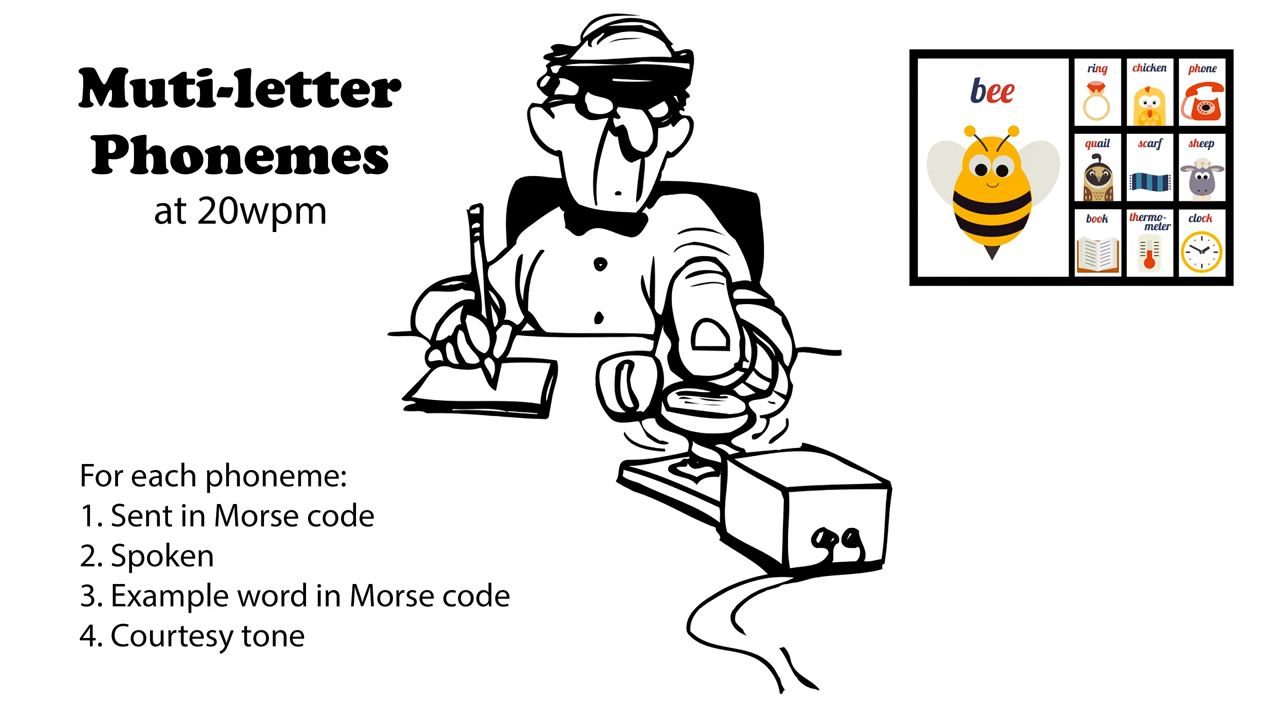 Muti-letter
Phonemes
at 20wpm
bee
ring
chicken
phone
quail
scarf
sheep
book
thermo-
meter
clock
For each phoneme:
1. Sent in Morse code
2. Spoken
3. Example word in Morse code
4. Courtesy tone